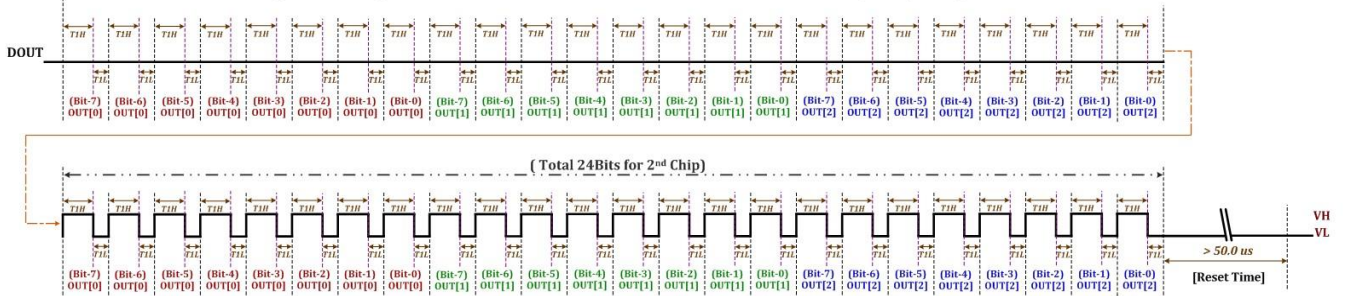 T1H T1H T1H T1H T1H T1H T1H T1H T1H T1H T1H T1H T1H T1H T1H T1H T1H T1H T1H T1H T1H T1H T1H T1H
DOUT
T1L T1L T1L T1L T1L T1L T1L T1L T1L T1L T1L T1L T1L T1L T1L T1L T1L T1L T1L T1L T1L T1L T1L T1L
(Bit-7) (Bit-6) (Bit-5) (Bit-4) (Bit-3) (Bit-2) (Bit-1) (Bit-0) (Bit-7) (Bit-6) (Bit-5) (Bit-4) (Bit-3) (Bit-2) (Bit-1) (Bit-0) (Bit-7) (Bit-6) (Bit-5) (Bit-4) (Bit-3) (Bit-2) (Bit-1) (Bit-0)
OUT[0] OUT[0] OUT[0] OUT[0] OUT[0] OUT[0] OUT[0] OUT[0] OUT[1] OUT[1] OUT[1] OUT[1] OUT[1] OUT[1] OUT[1] OUT[1] OUT[2] OUT[2] OUT[2] OUT[2] OUT[2] OUT[2] OUT[2] OUT[2]
( Total 24Bits for 2nd Chip)
T1H T1H T1H T1H T1H T1H T1H T1H T1H T1H T1H T1H T1H T1H T1H T1H T1H T1H T1H T1H T1H T1H T1H T1H
VH
VL
T1L T1L T1L T1L T1L T1L T1L T1L T1L T1L T1L T1L T1L T1L T1L T1L T1L T1L T1L T1L T1L T1L T1L T1L
> 50.0 us
(Bit-7) (Bit-6) (Bit-5) (Bit-4) (Bit-3) (Bit-2) (Bit-1) (Bit-0) (Bit-7) (Bit-6) (Bit-5) (Bit-4) (Bit-3) (Bit-2) (Bit-1) (Bit-0) (Bit-7) (Bit-6) (Bit-5) (Bit-4) (Bit-3) (Bit-2) (Bit-1) (Bit-0)
[Reset Time]
OUT[0] OUT[0] OUT[0] OUT[0] OUT[0] OUT[0] OUT[0] OUT[0] OUT[1] OUT[1] OUT[1] OUT[1] OUT[1] OUT[1] OUT[1] OUT[1] OUT[2] OUT[2] OUT[2] OUT[2] OUT[2] OUT[2] OUT[2] OUT[2]